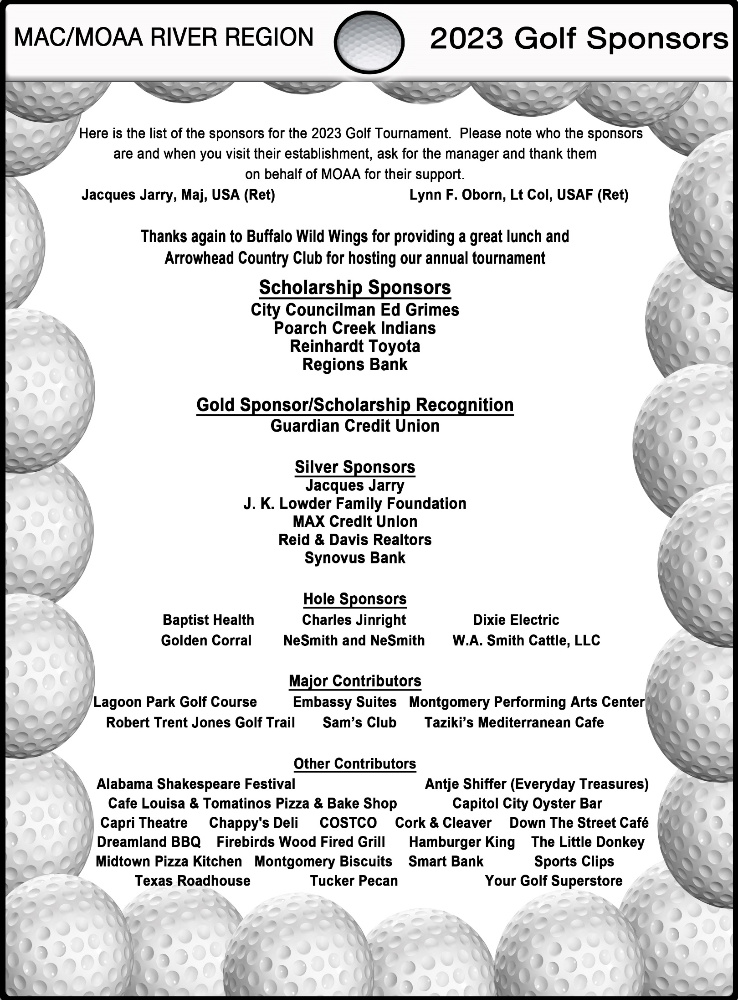 MAC/MOAA RIVER REGION 2023 Golf Sponsors
Here is the list of the sponsors for the 2023 Golf Tournament. Please note who the sponsors
are and when you visit their establishment, ask for the manager and thank them
on behalf of MOAA for their support.
Jacques Jarry, Maj, USA (Ret) Lynn F. Oborn, Lt Col, USAF (Ret)
Thanks again to Buffalo Wild Wings for providing a great lunch and
Arrowhead Country Club for hosting our annual tournament
Scholarship Sponsors
City Councilman Ed Grimes
Poarch Creek Indians
Reinhardt Toyota
Regions Bank
Gold Sponsor/Scholarship Recognition
Guardian Credit Union
Silver Sponsors
Jacques Jarry
J. K. Lowder Family Foundation
MAX Credit Union
Reid & Davis Realtors
Synovus Bank
Hole Sponsors
Baptist Health Charles Jinright Dixie Electric
Golden Corral NeSmith and NeSmith W.A. Smith Cattle, LLC
Major Contributors
Lagoon Park Golf Course Embassy Suites Montgomery Performing Arts Center
Robert Trent Jones Golf Trail Sam’s Club Taziki’s Mediterranean Cafe
Other Contributors
Alabama Shakespeare Festival Antje Shiffer (Everyday Treasures)
Cafe Louisa & Tomatinos Pizza & Bake Shop Capitol City Oyster Bar
Capri Theatre Chappy's Deli COSTCO Cork & Cleaver Down The Street Café
Dreamland BBQ Firebirds Wood Fired Grill Hamburger King The Little Donkey
Midtown Pizza Kitchen Montgomery Biscuits Smart Bank Sports Clips
Texas Roadhouse Tucker Pecan Your Golf Superstore